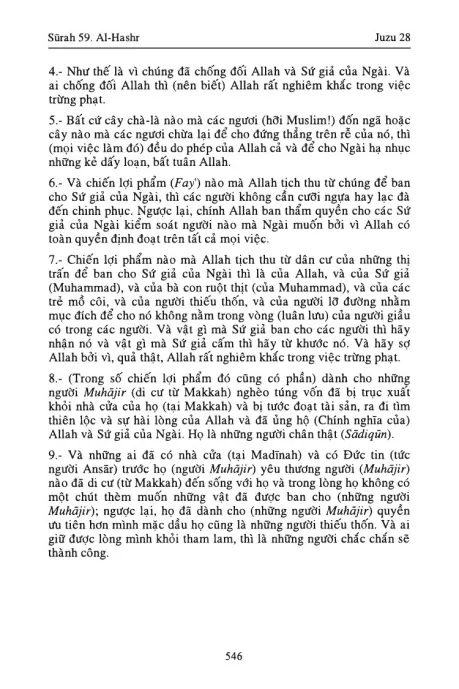 Sūrah 59. Al-Hashr Juzu 28
4.- Như thế là vì chúng đã chống đối Allah và Sứ giả của Ngài. Và
ai chống đối Allah thì (nên biết) Allah rất nghiêm khắc trong việc
trừng phạt.
5.- Bất cứ cây chà-là nào mà các ngươi (hỡi Muslim!) đốn ngã hoặc
cây nào mà các ngươi chừa lại để cho đứng thẳng trên rễ của nó, thì
(mọi việc làm đó) đều do phép của Allah cả và để cho Ngài hạ nhục
những kẻ dấy loạn, bất tuân Allah.
6.- Và chiến lợi phẩm (Fay') nào mà Allah tịch thu từ chúng để ban
cho Sứ giả của Ngài, thì các người không cần cưỡi ngựa hay lạc đà
đến chinh phục. Ngược lại, chính Allah ban thẩm quyền cho các Sứ
giả của Ngài kiểm soát người nào mà Ngài muốn bởi vì Allah có
toàn quyền định đoạt trên tất cả mọi việc.
7.- Chiến lợi phẩm nào mà Allah tịch thu từ dân cư của những thị
trấn để ban cho Sứ giả của Ngài thì là của Allah, và của Sứ giả
(Muhammad), và của bà con ruột thịt (của Muhammad), và của các
trẻ mồ côi, và của người thiếu thốn, và của người lỡ đường nhằm
mục đích để cho nó không nằm trong vòng (luân lưu) của người giầu
có trong các người. Và vật gì mà Sứ giả ban cho các người thì hãy
nhận nó và vật gì mà Sứ giả cấm thì hãy từ khước nó. Và hãy sợ
Allah bởi vì, quả thật, Allah rất nghiêm khắc trong việc trừng phạt.
8.- (Trong số chiến lợi phẩm đó cũng có phần) dành cho những
người Muhājir (di cư từ Makkah) nghèo túng vốn đã bị trục xuất
khỏi nhà cửa của họ (tại Makkah) và bị tước đoạt tài sản, ra đi tìm
thiên lộc và sự hài lòng của Allah và đã ủng hộ (Chính nghĩa của)
Allah và Sứ giả của Ngài. Họ là những người chân thật (Sādiqūn).
9.- Và những ai đã có nhà cửa (tại Madīnah) và có Đức tin (tức
người Ansār) trước họ (người Muhājir) yêu thương người (Muhājir)
nào đã di cư (từ Makkah) đến sống với họ và trong lòng họ không có
một chút thèm muốn những vật đã được ban cho (những người
Muhājir); ngược lại, họ đã dành cho (những người Muhājir) quyền
ưu tiên hơn mình mặc dầu họ cũng là những người thiếu thốn. Và ai
giữ được lòng mình khỏi tham lam, thì là những người chắc chắn sẽ
thành công.
546